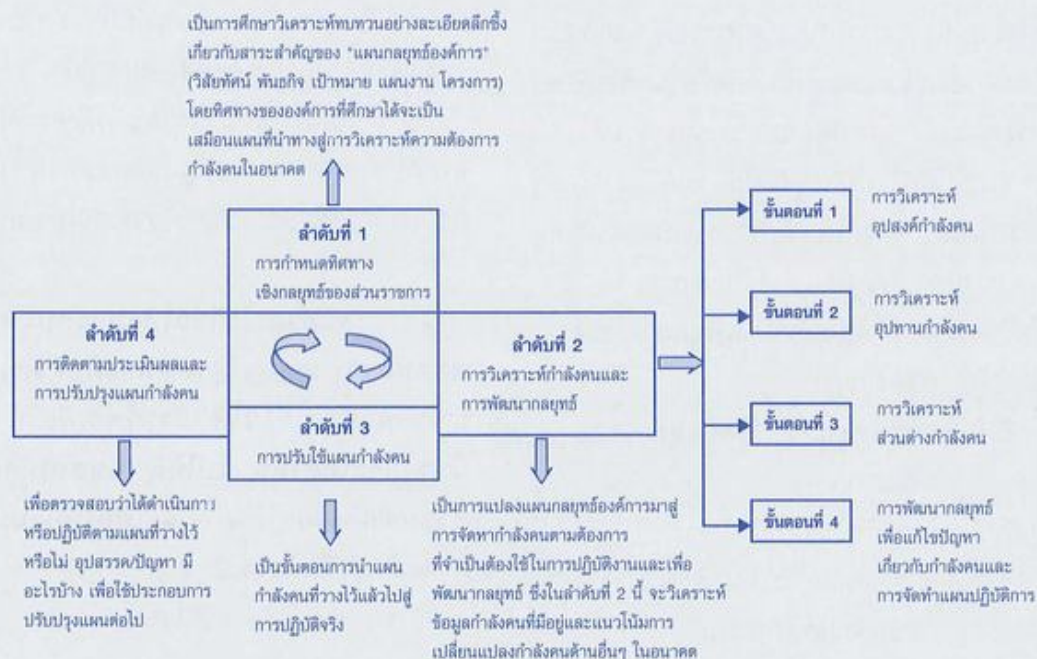 เป็นการศึกษาวิเคราะห์ทบทวนอย่างละเอียดลึกซึ้ง
เกี่ยวกับสาระสำคัญของ "แผนกลยุทธ์องค์การ"
(วิสัยทัศน์ พันธกิจ เป้าหมาย แผนงาน โครงการ)
โดยทิศทางขององค์การที่ศึกษาได้จะเป็น
เสมือนแผนที่นำทางสู่การวิเคราะห์ความต้องการ
กำลังคนในอนาคต
ลำดับที่ 1
การกำหนดทิศทาง
เชิงกลยุทธ์ของส่วนราชการ
ลำดับที่ 2
การวิเคราะห์กำลังคนและ
การพัฒนากลยุทธ์
ลำดับที่ 3
การปรับใช้แผนกำลังคน
ลำดับที่ 4
การติดตามประเมินผลและ
การปรับปรุงแผนกำลังคน
ขั้นตอนที่ 1
การวิเคราะห์
อุปสงค์กำลังคน
ขั้นตอนที่ 2
การวิเคราะห์
อุปทานกำลังคน
ขั้นตอนที่ 3
การวิเคราะห์
ส่วนต่างกำลังคน
ขั้นตอนที่ 4
การพัฒนากลยุทธ์
เพื่อแก้ไขปัญหา
เกี่ยวกับกำลังคนและ
การจัดทำแผนปฏิบัติการ
เพื่อตรวจสอบว่าได้ดำเนินการ
หรือปฏิบัติตามแผนที่วางไว้
หรือไม่ อุปสรรค/ปัญหา มี
อะไรบ้าง เพื่อใช้ประกอบการ
ปรับปรุงแผนต่อไป
เป็นขั้นตอนการนำแผน
กำลังคนที่วางไว้แล้วไปสู่
การปฏิบัติจริง
เป็นการแปลงแผนกลยุทธ์องค์การมาสู่
การจัดหากำลังคนตามต้องการ
ที่จำเป็นต้องใช้ในการปฏิบัติงานและเพื่อ
พัฒนากลยุทธ์ ซึ่งในลำดับที่ 2 นี้ จะวิเคราะห์
ข้อมูลกำลังคนที่มีอยู่และแนวโน้มการ
เปลี่ยนแปลงกำลังคนด้านอื่นๆ ในอนาคต